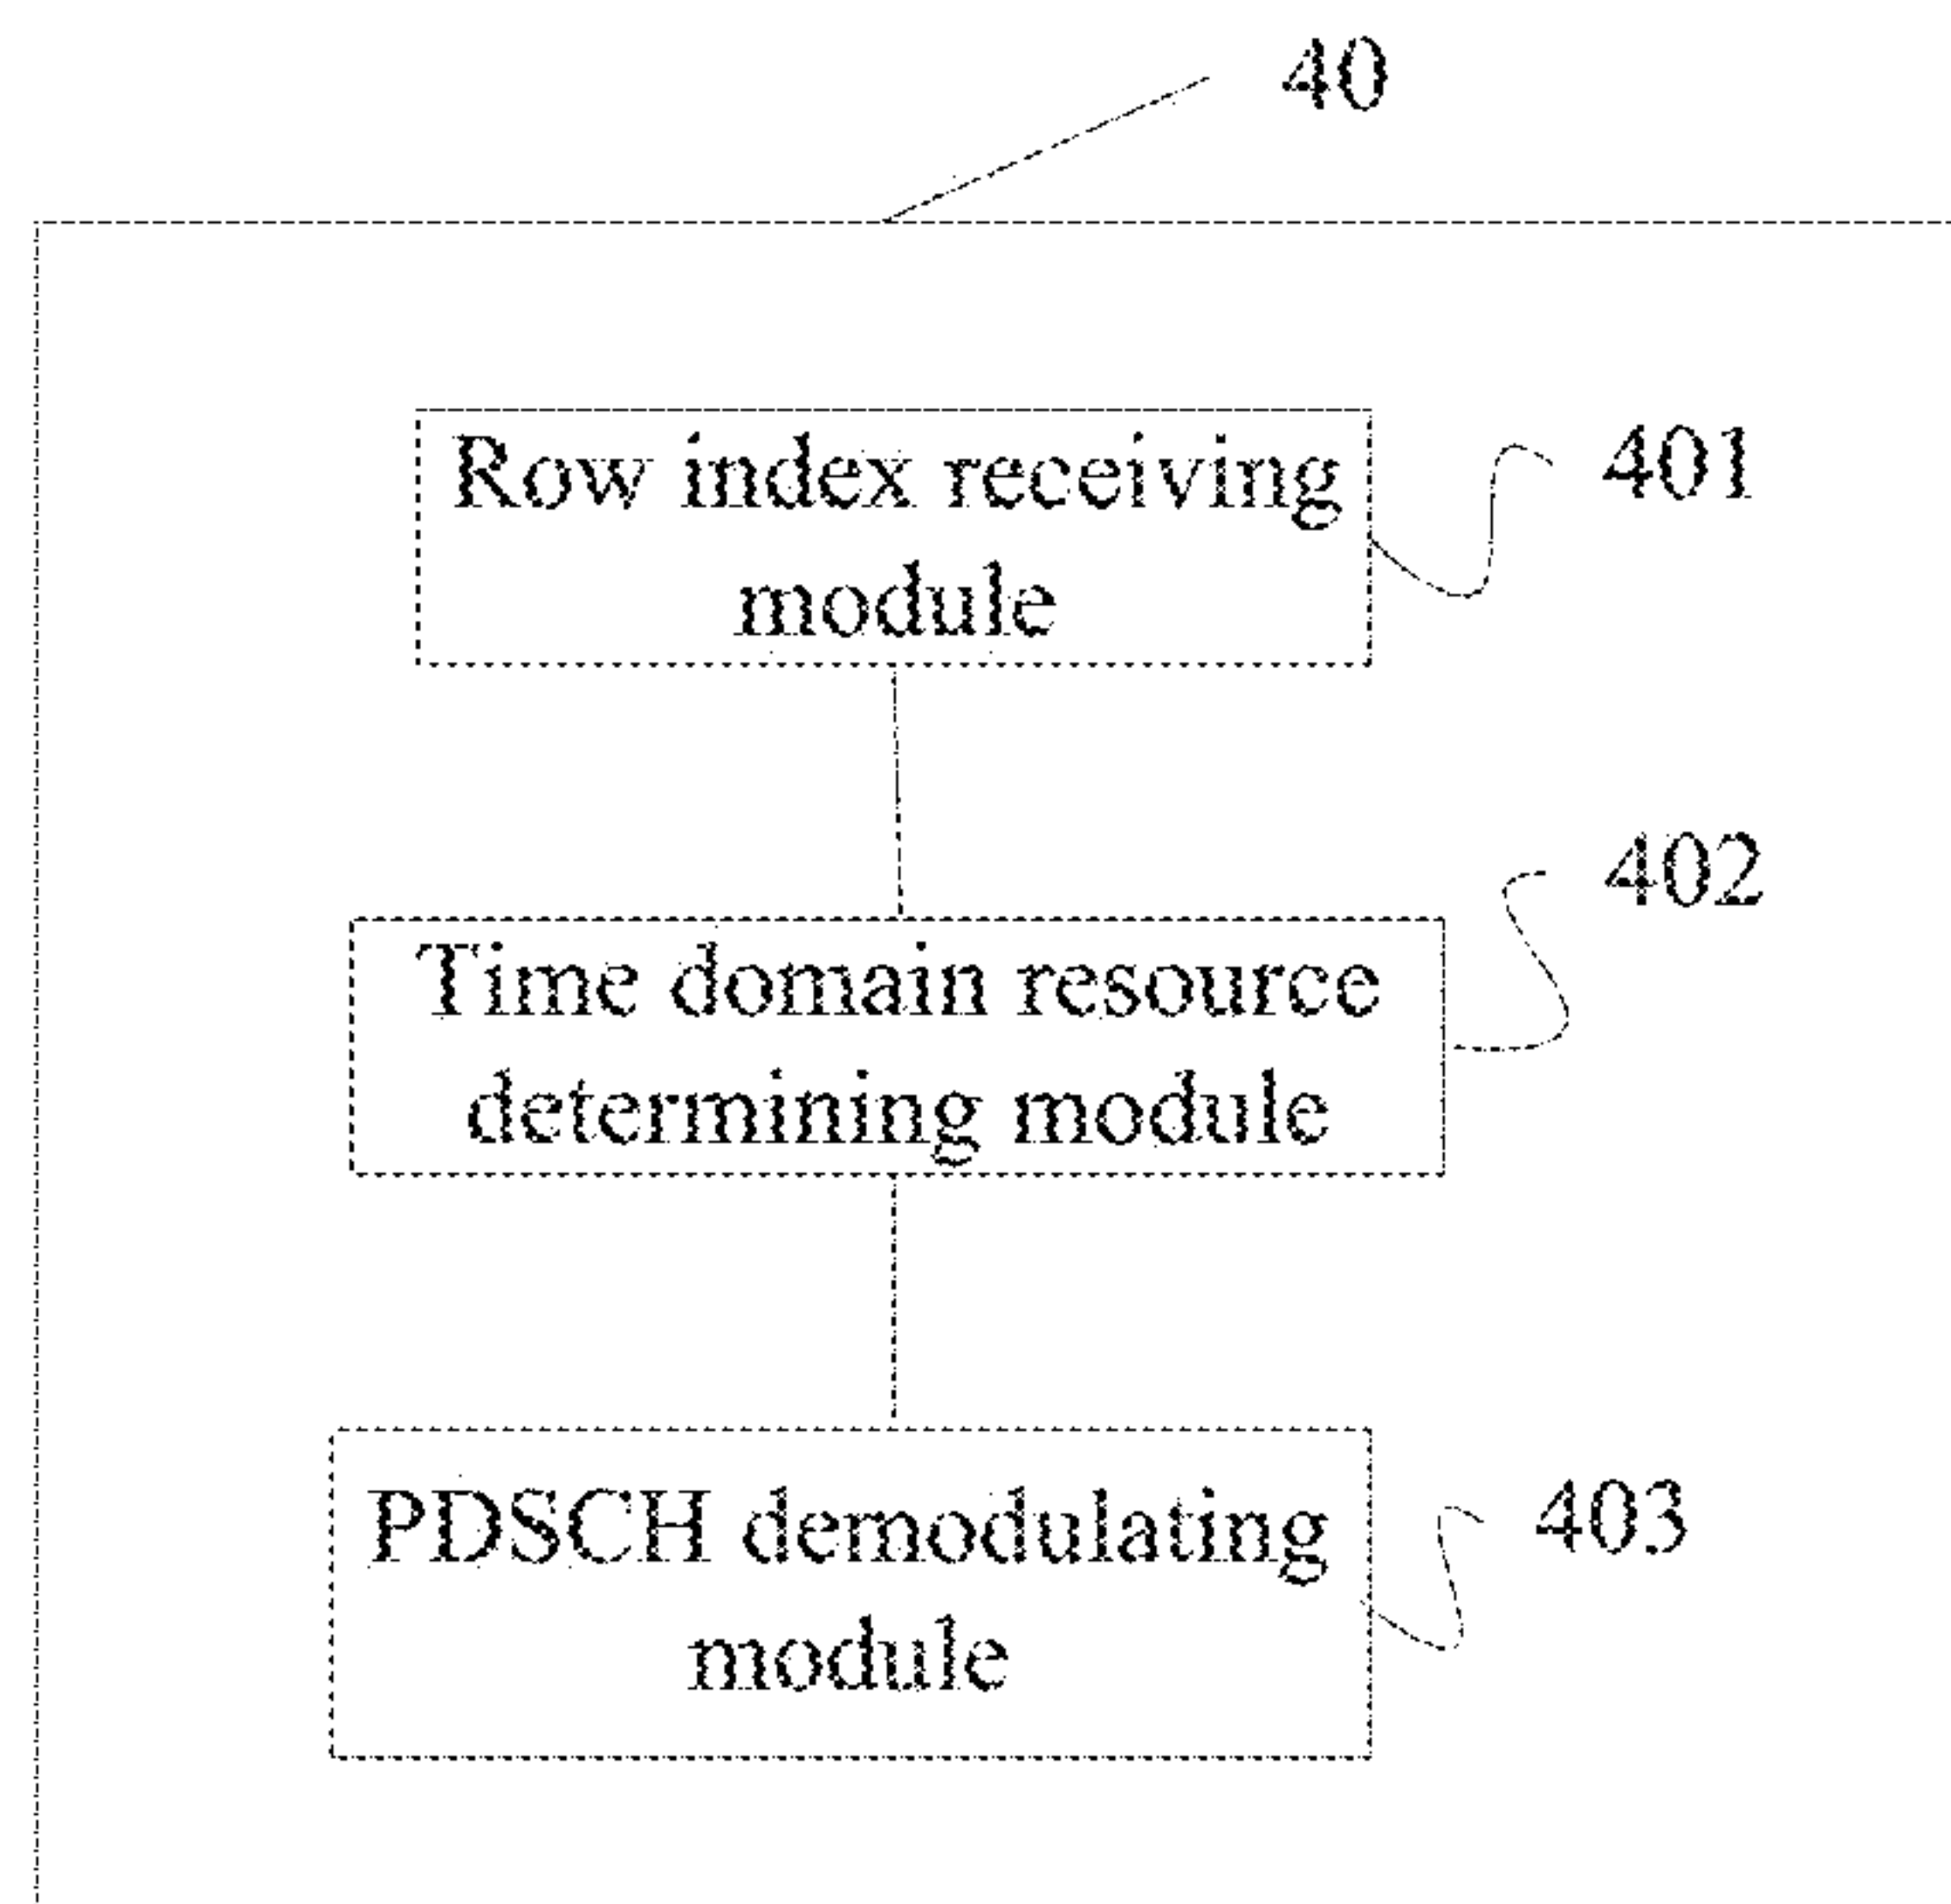 40
Row index receiving
module
401
402
Time domain resource
determining module
PDSCH demodulating
module
403